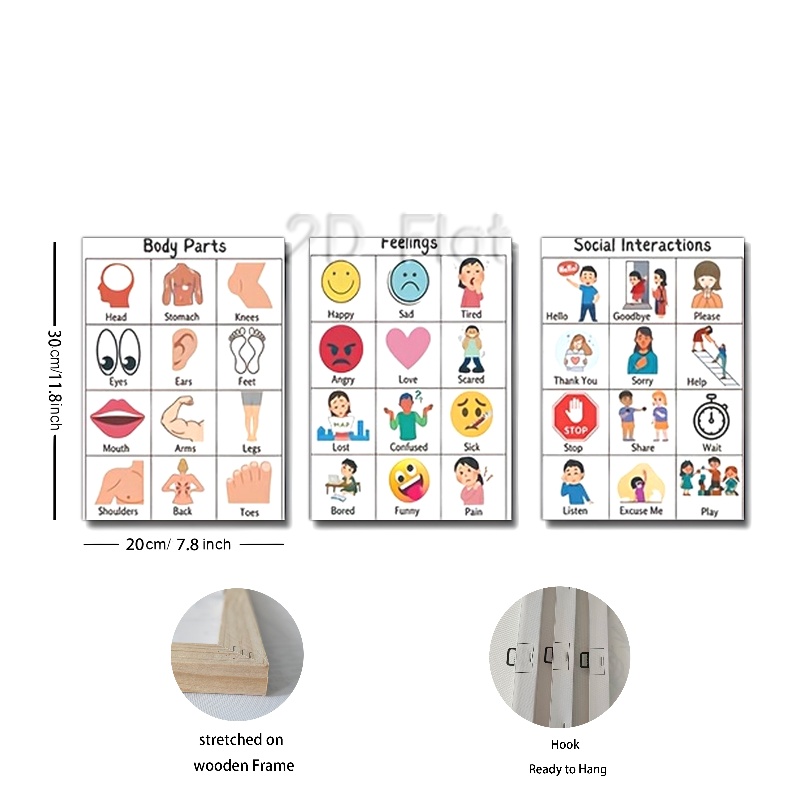 2D Flat
Body Parts
Feelings
Social Interactions
Head Stomach Knees
Eyes Ears Feet
Mouth Arms Legs
Shoulders Back Toes
Happy Sad Tired
Angry Love Scared
Lost Confused Sick
Bored Funny Pain
Hello!
Hello Goodbye Please
Thank You Sorry Help
STOP
Stop Share Wait
Listen Excuse Me Play
MAP
30cm/11.8inch
20cm/ 7.8 inch
stretched on
wooden Frame
Hook
Ready to Hang